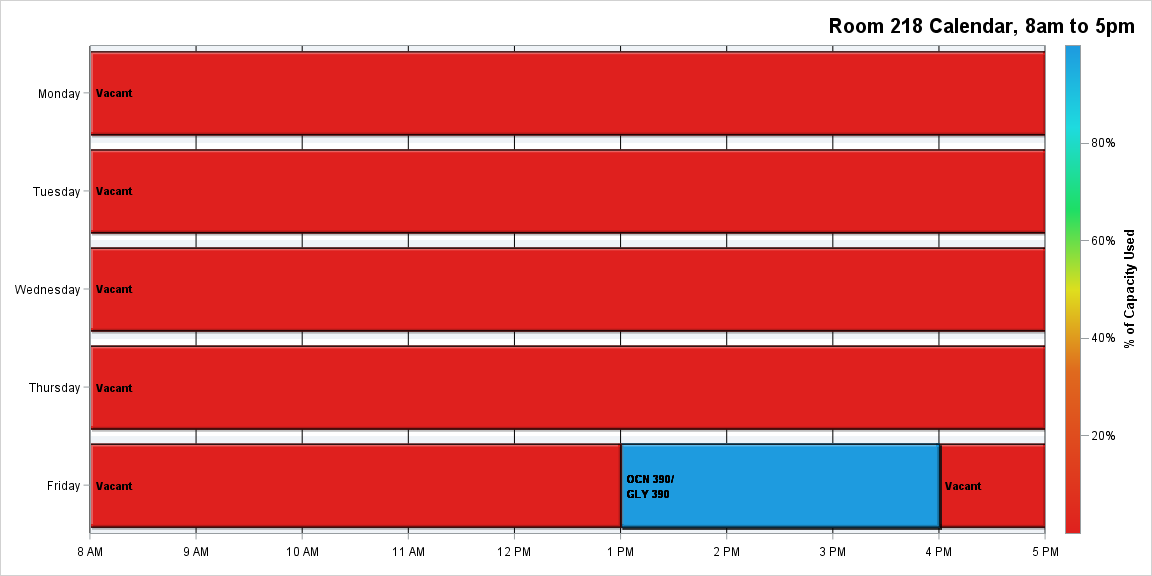 Room 218 Calendar, 8am to 5pm
Monday
Vacant
Tuesday
Vacant
Wednesday
Vacant
Thursday
Vacant
Friday
Vacant
OCN 390/
GLY 390
Vacant
8 AM
9 AM
10 AM
11 AM
12 PM
1 PM
2 PM
3 PM
4 PM
5 PM
80%
60%
40%
20%
% of Capacity Used